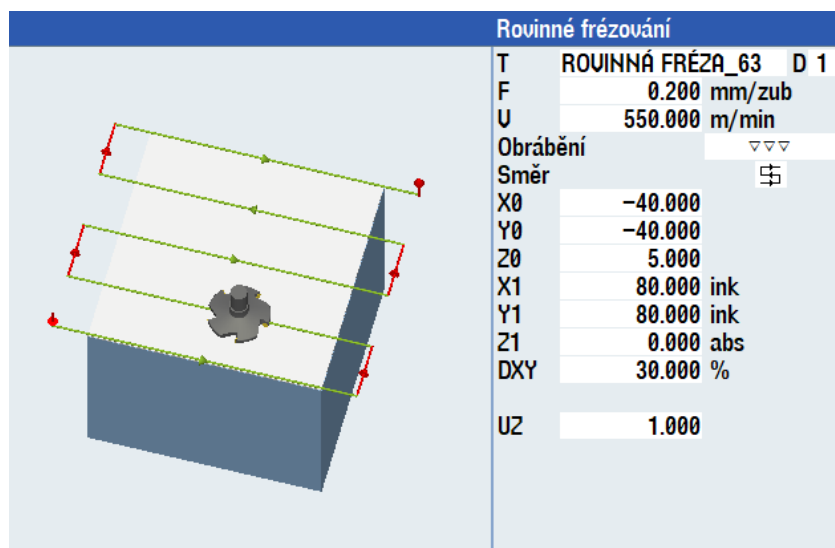 Rovinné frézování
T ROVINNÁ FRÉZA_63 D 1
F 0.200 mm/zub
V 550.000 m/min
Obrábění ▽▽▽
Směr
X0 -40.000
Y0 -40.000
Z0 5.000
X1 80.000 ink
Y1 80.000 ink
Z1 0.000 abs
DXY 30.000 %
UZ 1.000